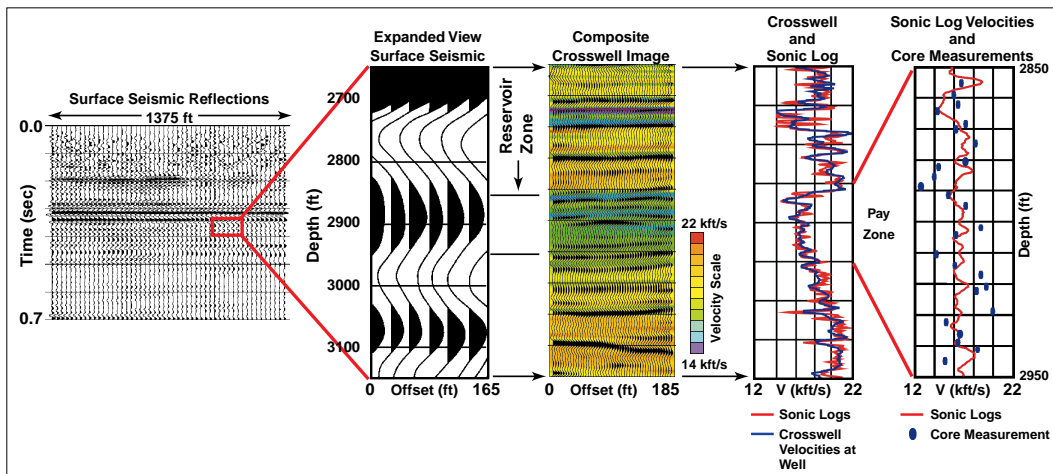 Surface Seismic Reflections
1375 ft
0.0
Time (sec)
0.7
Expanded View
Surface Seismic
2700
2800
2900
3000
3100
Depth (ft)
0
Offset (ft)
165
Reservoir
Zone
Composite
Crosswell Image
0
Offset (ft)
185
22 kft/s
Velocity Scale
14 kft/s
Crosswell
and
Sonic Log
12
V (kft/s)
22
Sonic Logs
Crosswell
Velocities at
Well
Pay
Zone
Sonic Log Velocities
and
Core Measurements
2850
Depth (ft)
2950
12
V (kft/s)
22
Sonic Logs
Core Measurement